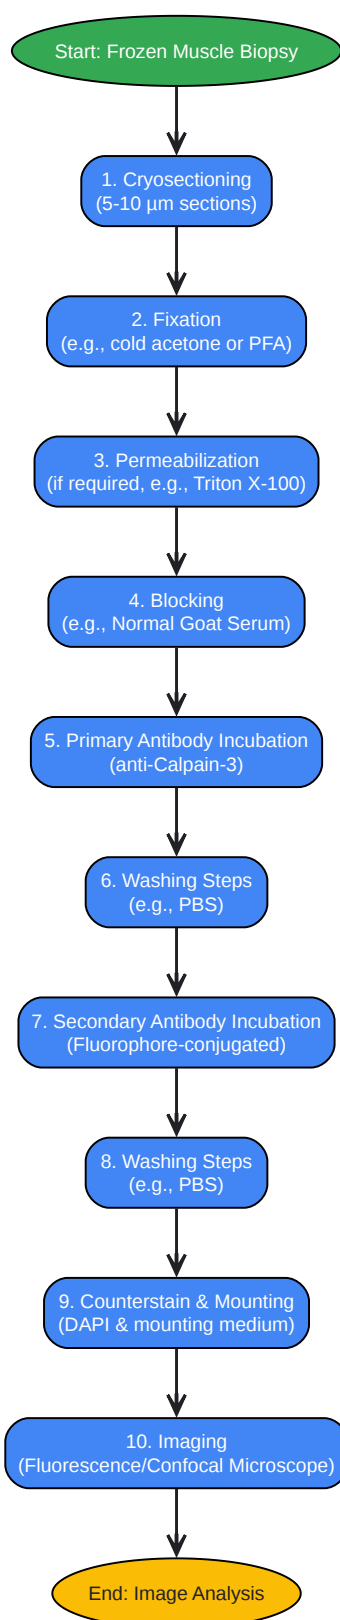 Start: Frozen Muscle Biopsy
1. Cryosectioning
(5-10 µm sections)
2. Fixation
(e.g., cold acetone or PFA)
3. Permeabilization
(if required, e.g., Triton X-100)
4. Blocking
(e.g., Normal Goat Serum)
5. Primary Antibody Incubation
(anti-Calpain-3)
6. Washing Steps
(e.g., PBS)
7. Secondary Antibody Incubation
(Fluorophore-conjugated)
8. Washing Steps
(e.g., PBS)
9. Counterstain & Mounting
(DAPI & mounting medium)
10. Imaging
(Fluorescence/Confocal Microscope)
End: Image Analysis